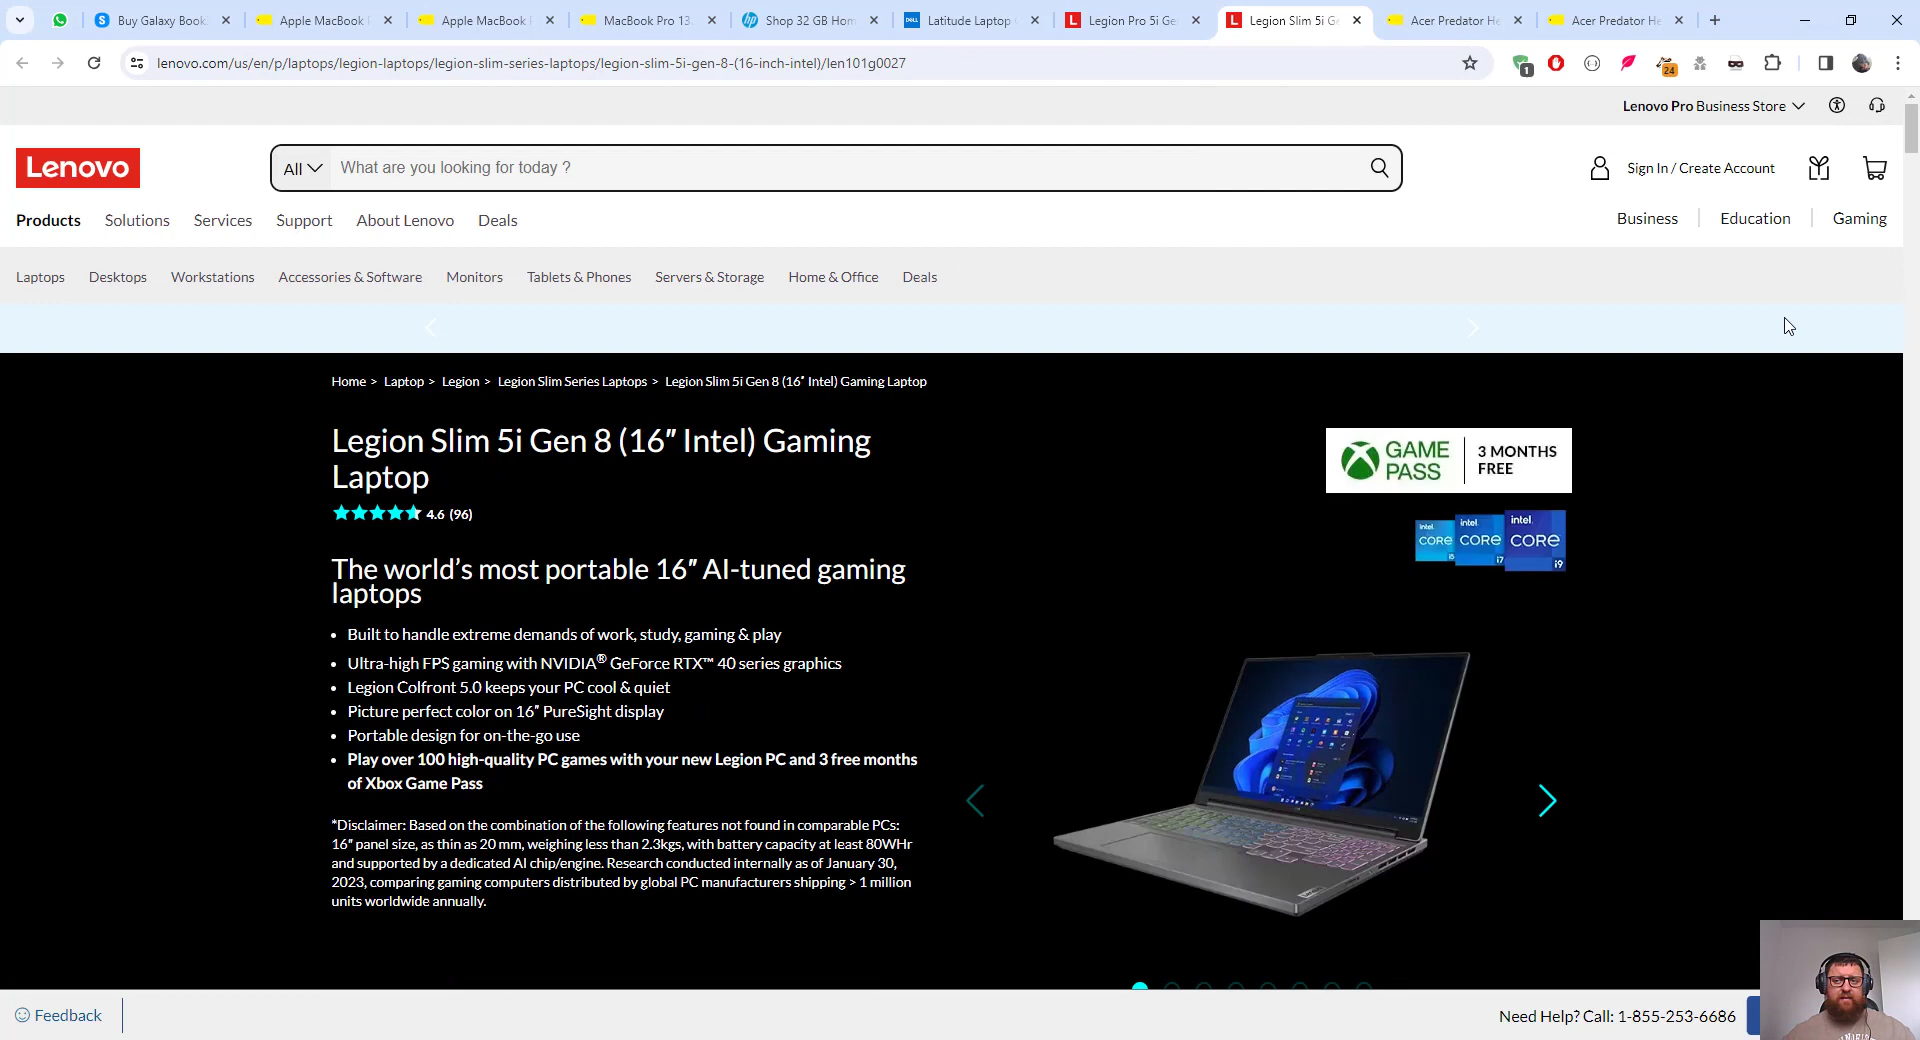 Buy Galaxy Book
Apple MacBook
Apple MacBook
MacBook Pro 13
Shop 32 GB Hom
DELL
Latitude Laptop
L
Legion Pro 5i Ge
L
Legion Slim 5i Ge
Acer Predator He
Acer Predator He
lenovo.com/us/en/p/laptops/legion-laptops/legion-slim-series-laptops/legion-slim-5i-gen-8-(16-inch-intel)/len101g0027
1
24
Lenovo Pro Business Store
Lenovo
All
What are you looking for today ?
Sign In / Create Account
Products Solutions Services Support About Lenovo Deals
Business Education Gaming
Laptops Desktops Workstations Accessories & Software Monitors Tablets & Phones Servers & Storage Home & Office Deals
Home > Laptop > Legion > Legion Slim Series Laptops > Legion Slim 5i Gen 8 (16" Intel) Gaming Laptop
Legion Slim 5i Gen 8 (16″ Intel) Gaming
Laptop
4.6 (96)
GAME
PASS
3 MONTHS
FREE
intel. CORE i5
intel. CORE i7
intel. CORE i9
The world’s most portable 16″ AI-tuned gaming
laptops
• Built to handle extreme demands of work, study, gaming & play
• Ultra-high FPS gaming with NVIDIA® GeForce RTX™ 40 series graphics
• Legion Colfront 5.0 keeps your PC cool & quiet
• Picture perfect color on 16″ PureSight display
• Portable design for on-the-go use
• Play over 100 high-quality PC games with your new Legion PC and 3 free months
of Xbox Game Pass
*Disclaimer: Based on the combination of the following features not found in comparable PCs:
16″ panel size, as thin as 20 mm, weighing less than 2.3kgs, with battery capacity at least 80WHr
and supported by a dedicated AI chip/engine. Research conducted internally as of January 30,
2023, comparing gaming computers distributed by global PC manufacturers shipping > 1 million
units worldwide annually.
Feedback
Need Help? Call: 1-855-253-6686